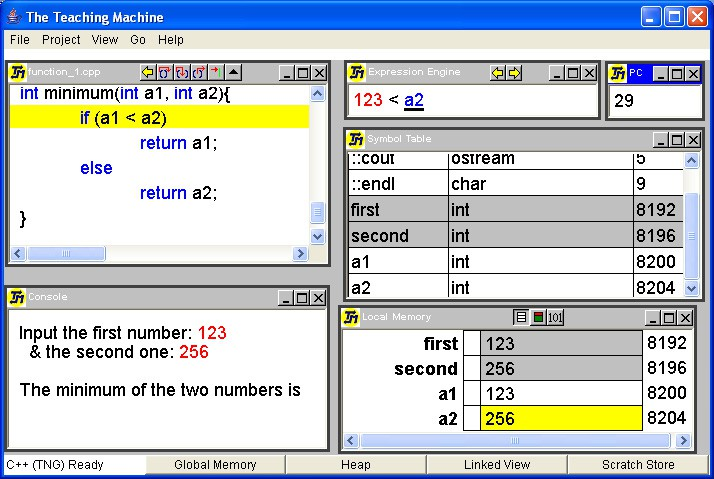 The Teaching Machine
File Project View Go Help
function_1.cpp
int minimum(int a1, int a2){
if (a1 < a2)
return a1;
else
return a2;
}
Expression Engine
123 < a2
PC
29
Symbol Table
::cout ostream 5
::endl char 9
first int 8192
second int 8196
a1 int 8200
a2 int 8204
Console
Input the first number: 123
& the second one: 256
The minimum of the two numbers is
Local Memory
101
first 123 8192
second 256 8196
a1 123 8200
a2 256 8204
C++ (TNG) Ready Global Memory Heap Linked View Scratch Store